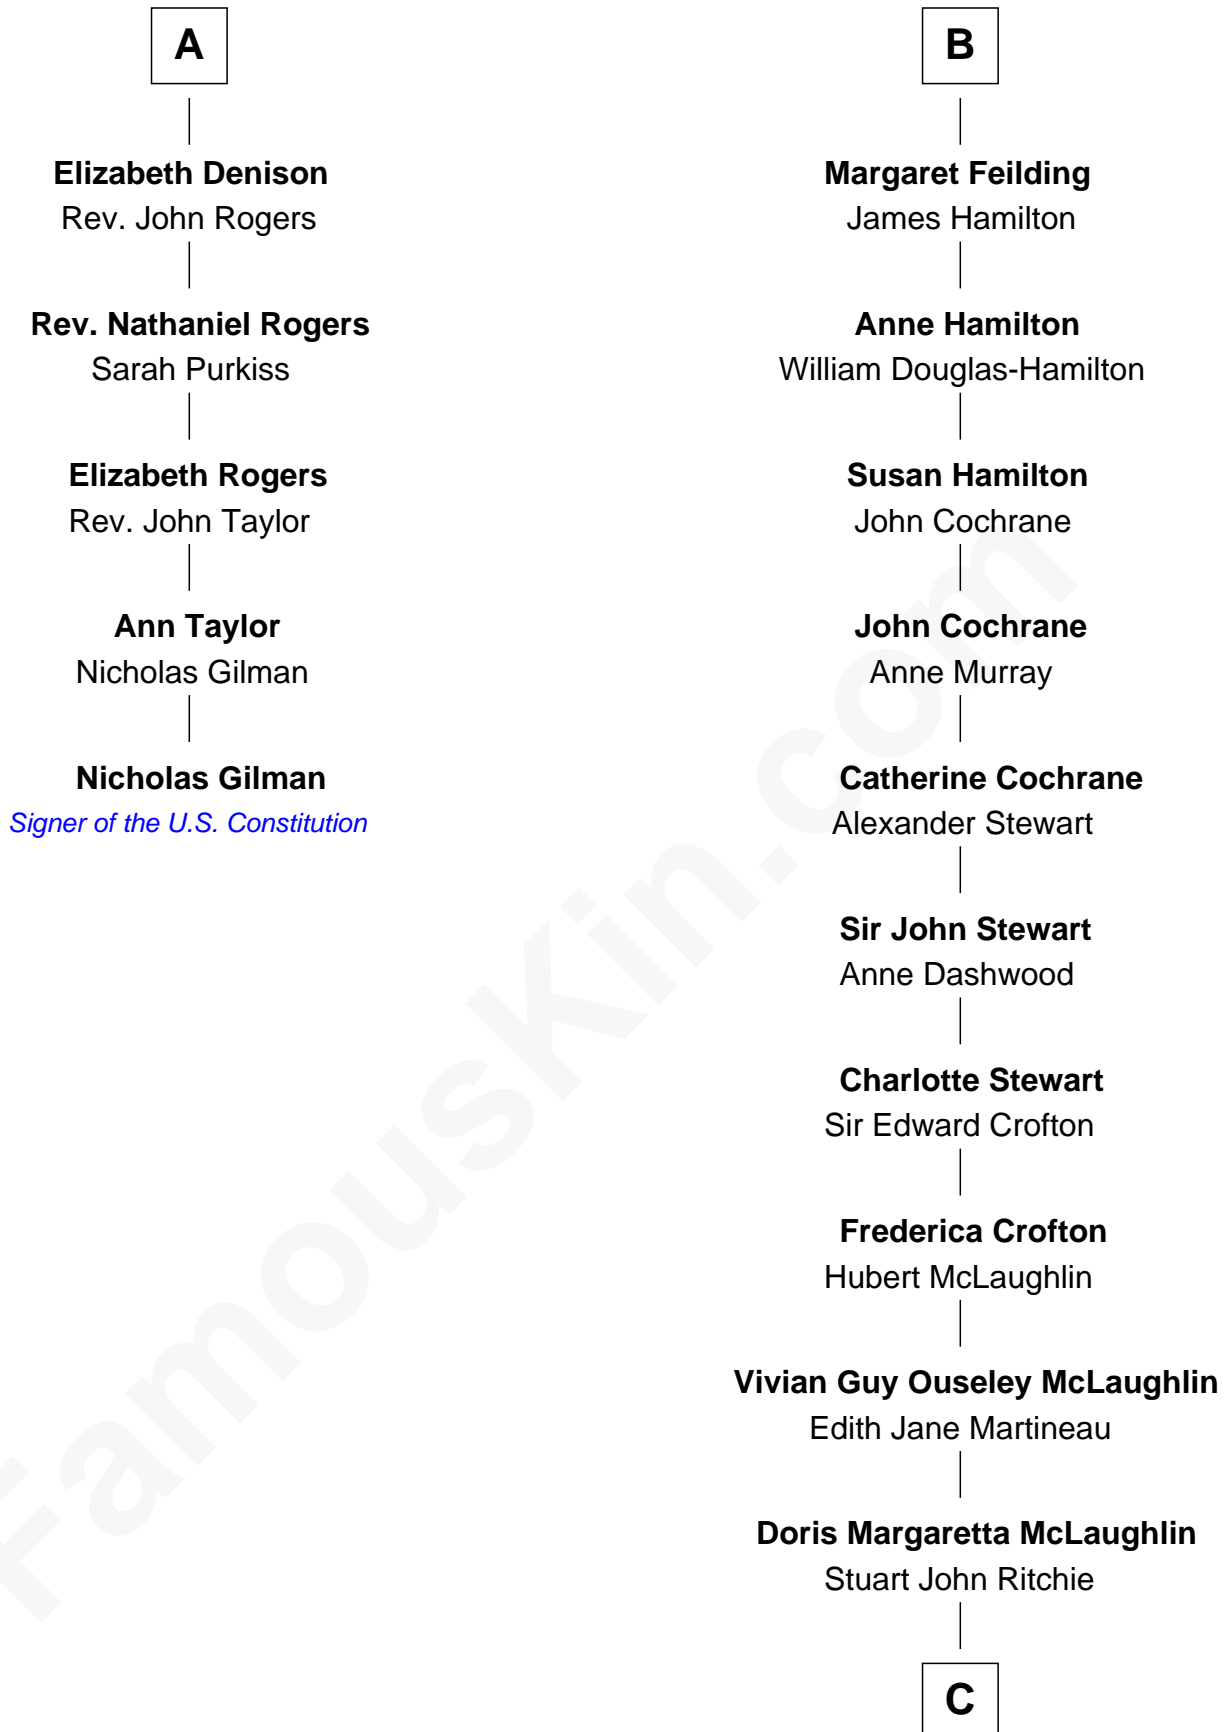 A
Elizabeth Denison
Rev. John Rogers
Rev. Nathaniel Rogers
Sarah Purkiss
Elizabeth Rogers
Rev. John Taylor
Ann Taylor
Nicholas Gilman
Nicholas Gilman
Signer of the U.S. Constitution
B
Margaret Feilding
James Hamilton
Anne Hamilton
William Douglas-Hamilton
Susan Hamilton
John Cochrane
John Cochrane
Anne Murray
Catherine Cochrane
Alexander Stewart
Sir John Stewart
Anne Dashwood
Charlotte Stewart
Sir Edward Crofton
Frederica Crofton
Hubert McLaughlin
Vivian Guy Ouseley McLaughlin
Edith Jane Martineau
Doris Margaretta McLaughlin
Stuart John Ritchie
C
FamousKin.com